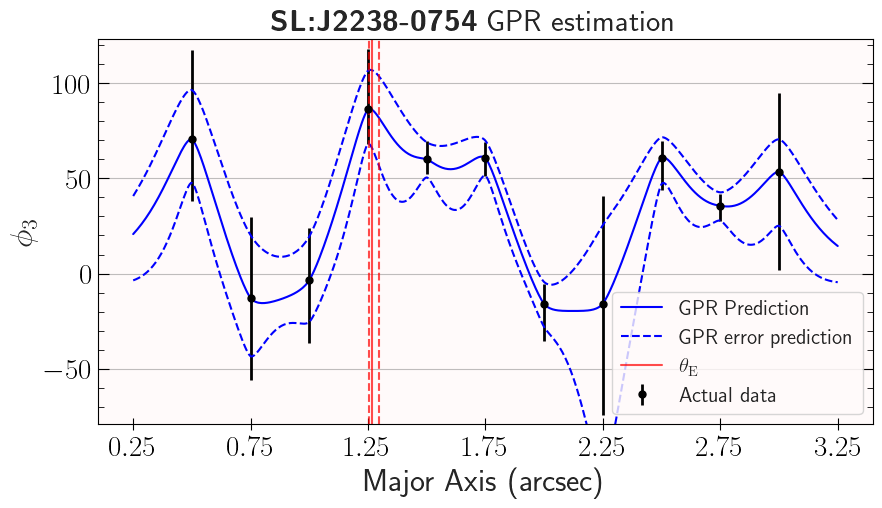 SL:J2238-0754 GPR estimation
100
50
0
−50
ϕ3
GPR Prediction
GPR error prediction
θE
Actual data
0.25 0.75 1.25 1.75 2.25 2.75 3.25
Major Axis (arcsec)